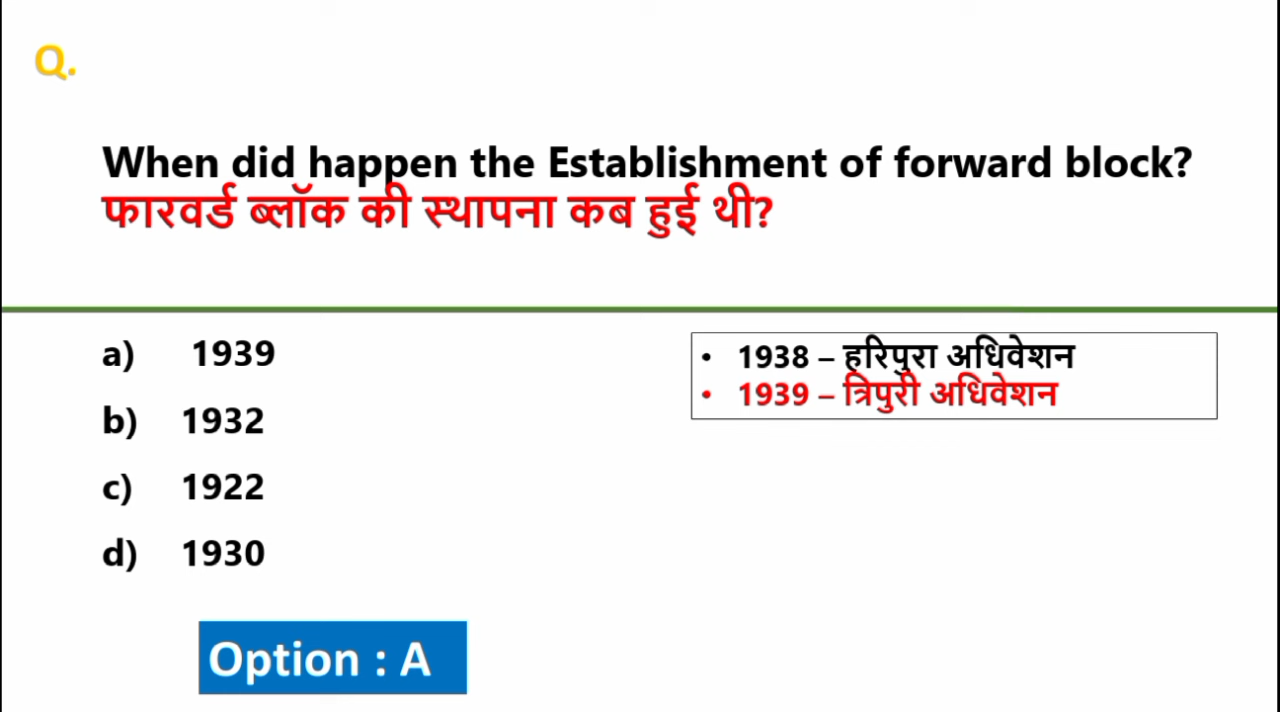 Q.
When did happen the Establishment of forward block?
फारवर्ड ब्लॉक की स्थापना कब हुई थी?
a) 1939
b) 1932
c) 1922
d) 1930
• 1938 – हरिपुरा अधिवेशन
• 1939 – त्रिपुरी अधिवेशन
Option : A